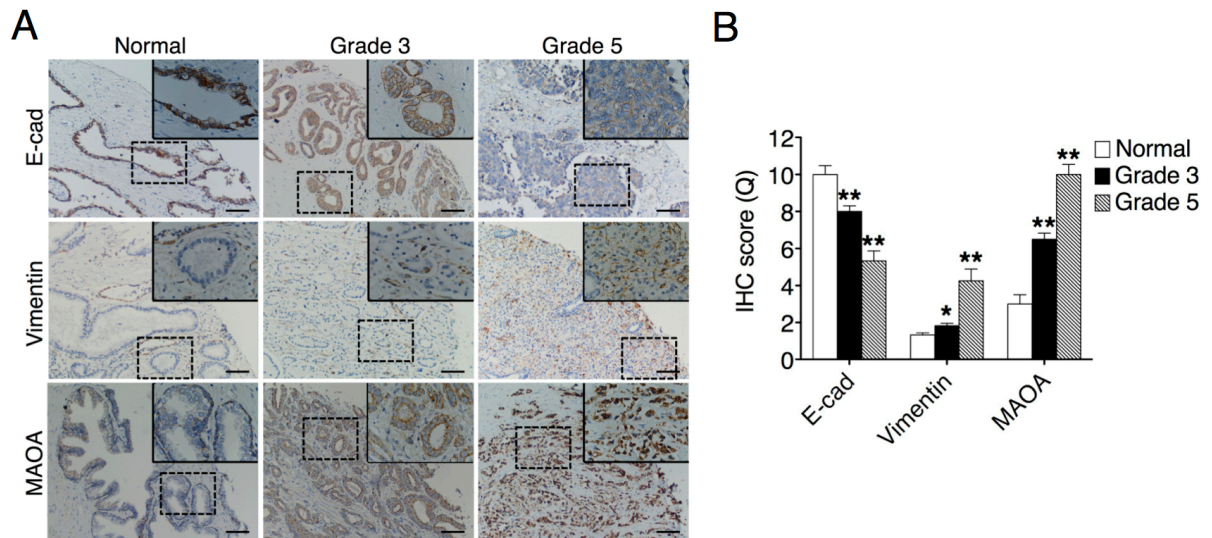 A
Normal
Grade 3
Grade 5
E-cad
Vimentin
MAOA
B
IHC score (Q)
12
10
8
6
4
2
0
**
**
*
**
**
**
Normal
Grade 3
Grade 5
E-cad
Vimentin
MAOA